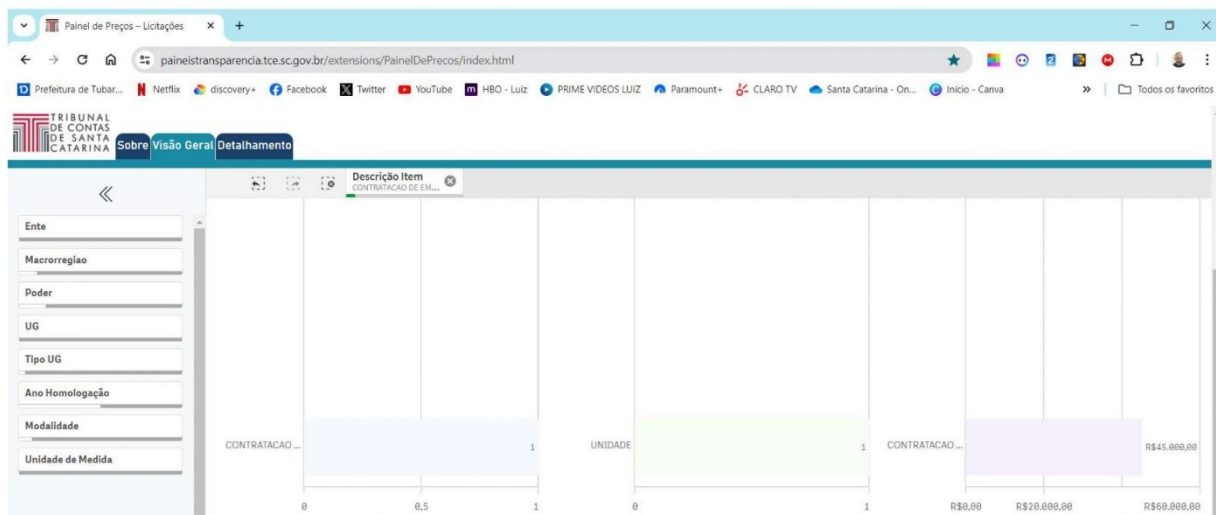 Painel de Preços – Licitações
paineistransparencia.tce.sc.gov.br/extensions/PainelDePrecos/index.html
Prefeitura de Tubar... Netflix discovery+ Facebook Twitter YouTube HBO - Luiz PRIME VIDEOS LUIZ Paramount+ CLARO TV Santa Catarina - On... Início - Canva » Todos os favoritos
TRIBUNAL
DE CONTAS
DE SANTA
CATARINA
Sobre Visão Geral Detalhamento
Descrição Item
CONTRATACAO DE EM...
Ente
Macrorregiao
Poder
UG
Tipo UG
Ano Homologação
Modalidade
Unidade de Medida
CONTRATACAO ... 1 UNIDADE 1 CONTRATACAO ... R$45.000,00
0 0,5 1 0 1 R$0,00 R$20.000,00 R$60.000,00